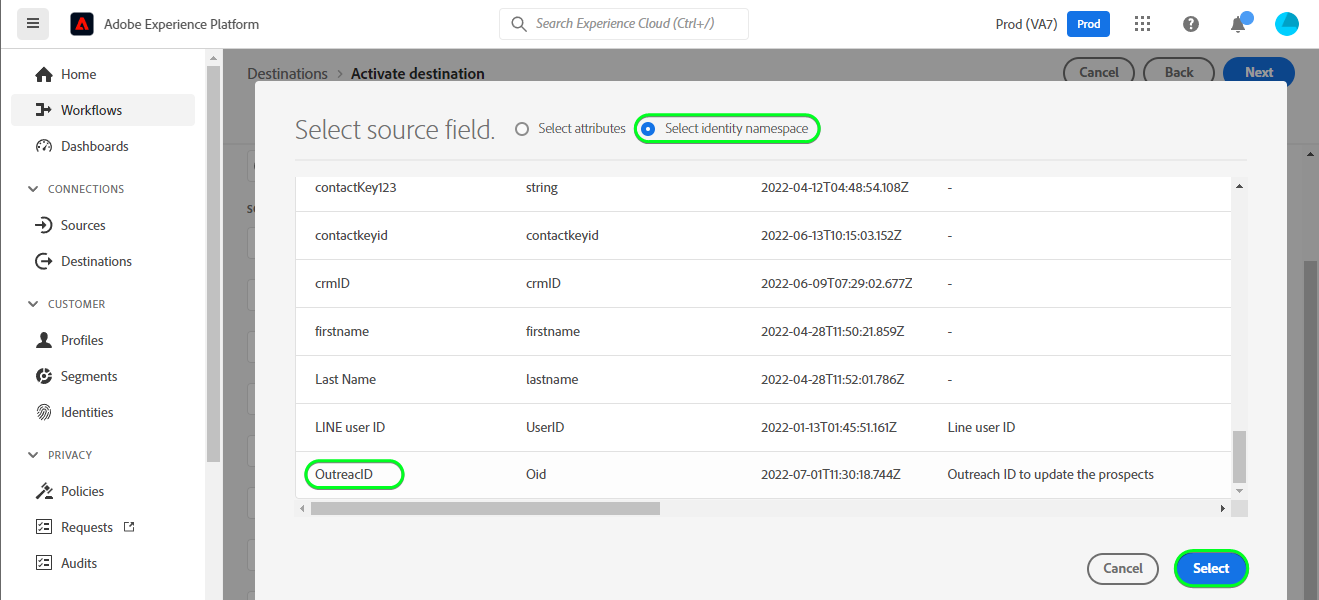 Adobe Experience Platform
Search Experience Cloud (Ctrl+/)
Prod (VA7)
Prod
Home
Workflows
Dashboards
CONNECTIONS
Sources
Destinations
CUSTOMER
Profiles
Segments
Identities
PRIVACY
Policies
Requests
Audits
Destinations > Activate destination
Cancel Back Next
Select source field. Select attributes Select identity namespace
contactKey123 string 2022-04-12T04:48:54.108Z -
contactkeyid contactkeyid 2022-06-13T10:15:03.152Z -
crmID crmID 2022-06-09T07:29:02.677Z -
firstname firstname 2022-04-28T11:50:21.859Z -
Last Name lastname 2022-04-28T11:52:01.786Z -
LINE user ID UserID 2022-01-13T01:45:51.161Z Line user ID
OutreacID Oid 2022-07-01T11:30:18.744Z Outreach ID to update the prospects
Cancel Select